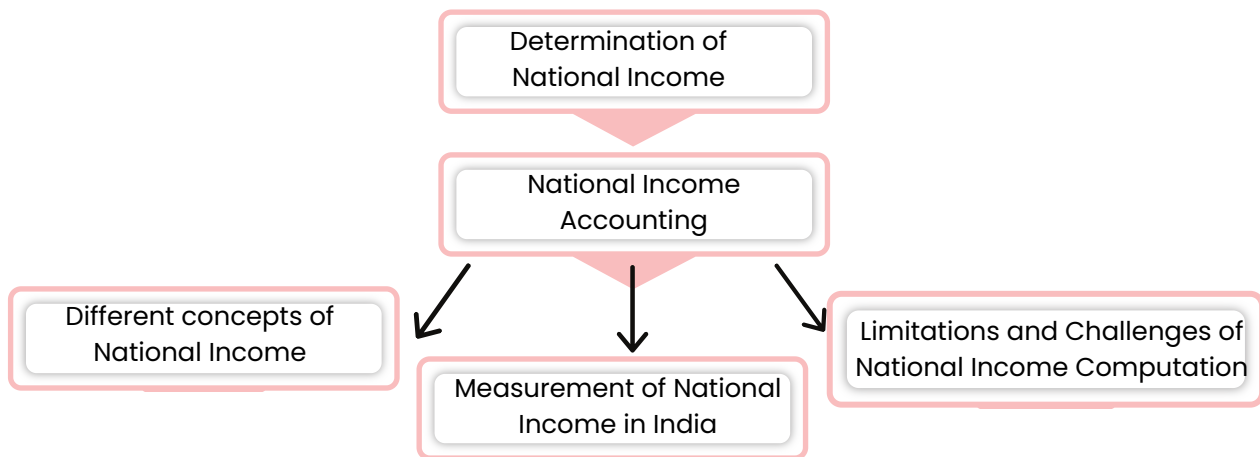 Determination of
National Income
National Income
Accounting
Different concepts of
National Income
Measurement of National
Income in India
Limitations and Challenges of
National Income Computation